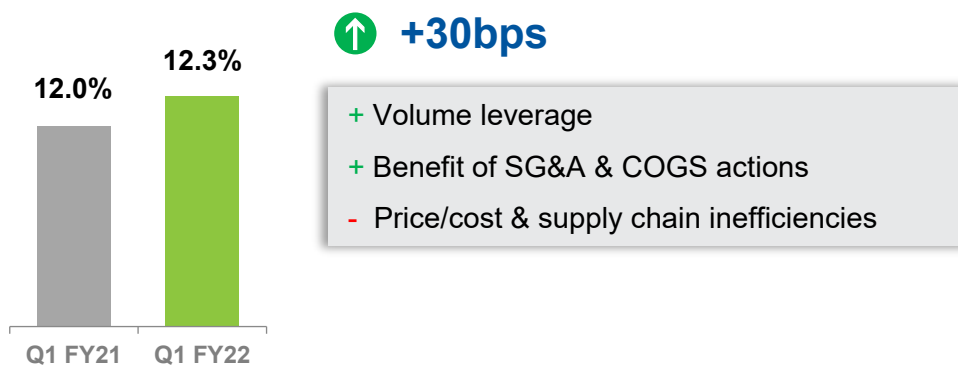 +30bps
12.3%
12.0%
+ Volume leverage
+ Benefit of SG&A & COGS actions
- Price/cost & supply chain inefficiencies
Q1 FY21 Q1 FY22